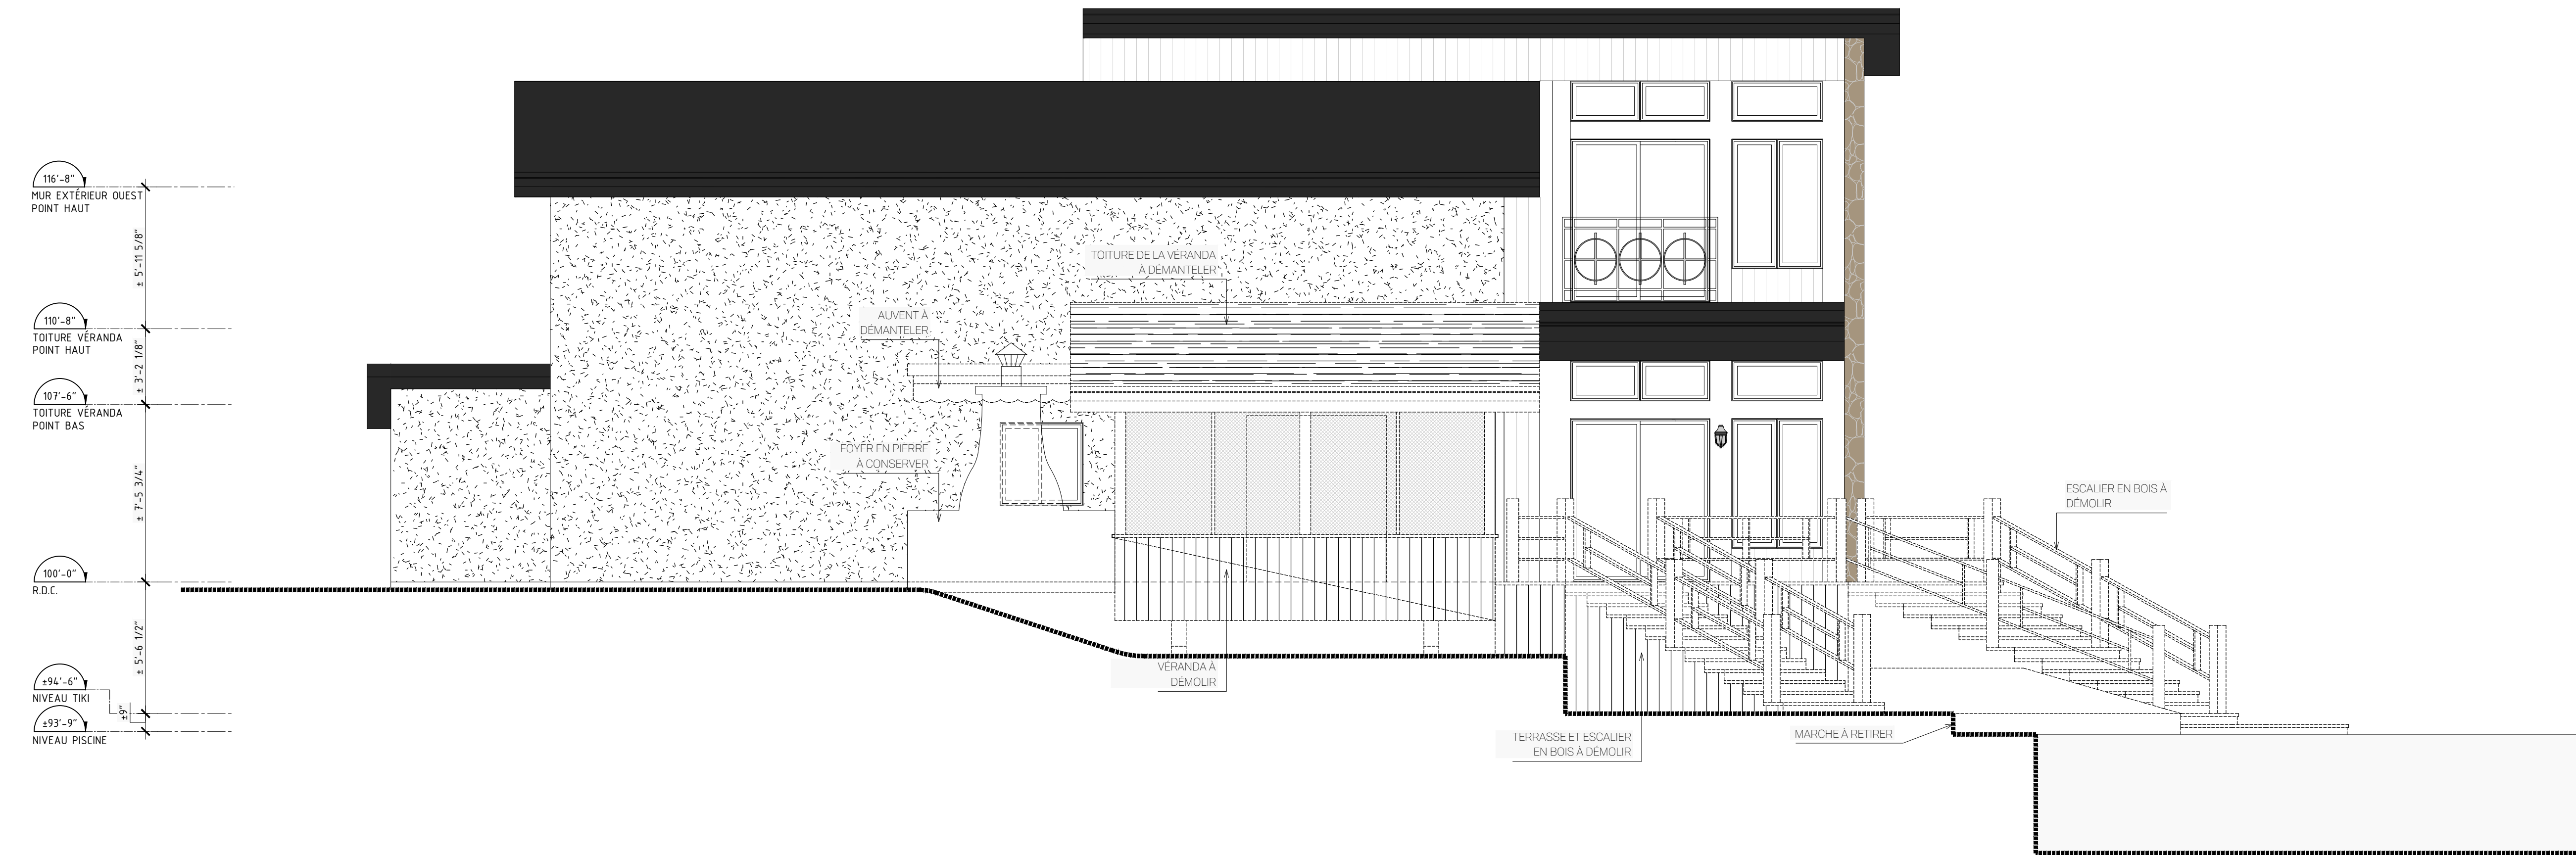 116'-8"
MUR EXTÉRIEUR OUEST
POINT HAUT
± 5'-11 5/8"
110'-8"
TOITURE VÉRANDA
POINT HAUT
± 3'-2 1/8"
107'-6"
TOITURE VÉRANDA
POINT BAS
± 7'-5 3/4"
100'-0"
R.D.C.
± 5'-6 1/2"
±94'-6"
NIVEAU TIKI
±9"
±93'-9"
NIVEAU PISCINE
TOITURE DE LA VÉRANDA
À DÉMANTELER
AUVENT À
DÉMANTELER
FOYER EN PIERRE
À CONSERVER
VÉRANDA À
DÉMOLIR
ESCALIER EN BOIS À
DÉMOLIR
TERRASSE ET ESCALIER
EN BOIS À DÉMOLIR
MARCHE À RETIRER